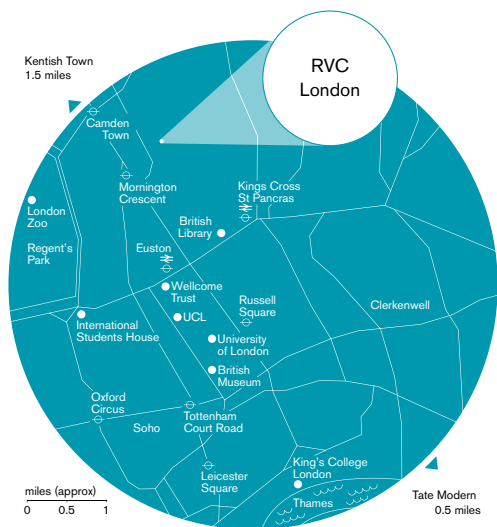 Kentish Town
1.5 miles
RVC
London
Camden
Town
Mornington
Crescent
Kings Cross
St Pancras
London
Zoo
British
Library
Regent's
Park
Euston
Wellcome
Trust
Russell
Square
Clerkenwell
International
Students House
UCL
University
of London
British
Museum
Oxford
Circus
Soho
Tottenham
Court Road
Leicester
Square
King's College
London
Thames
miles (approx)
0 0.5 1
Tate Modern
0.5 miles